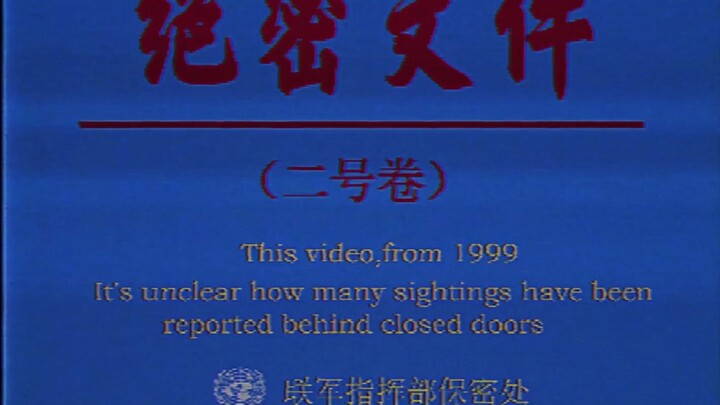 绝密文件
（二号卷）
This video,from 1999
It's unclear how many sightings have been
reported behind closed doors
联军指挥部保密处